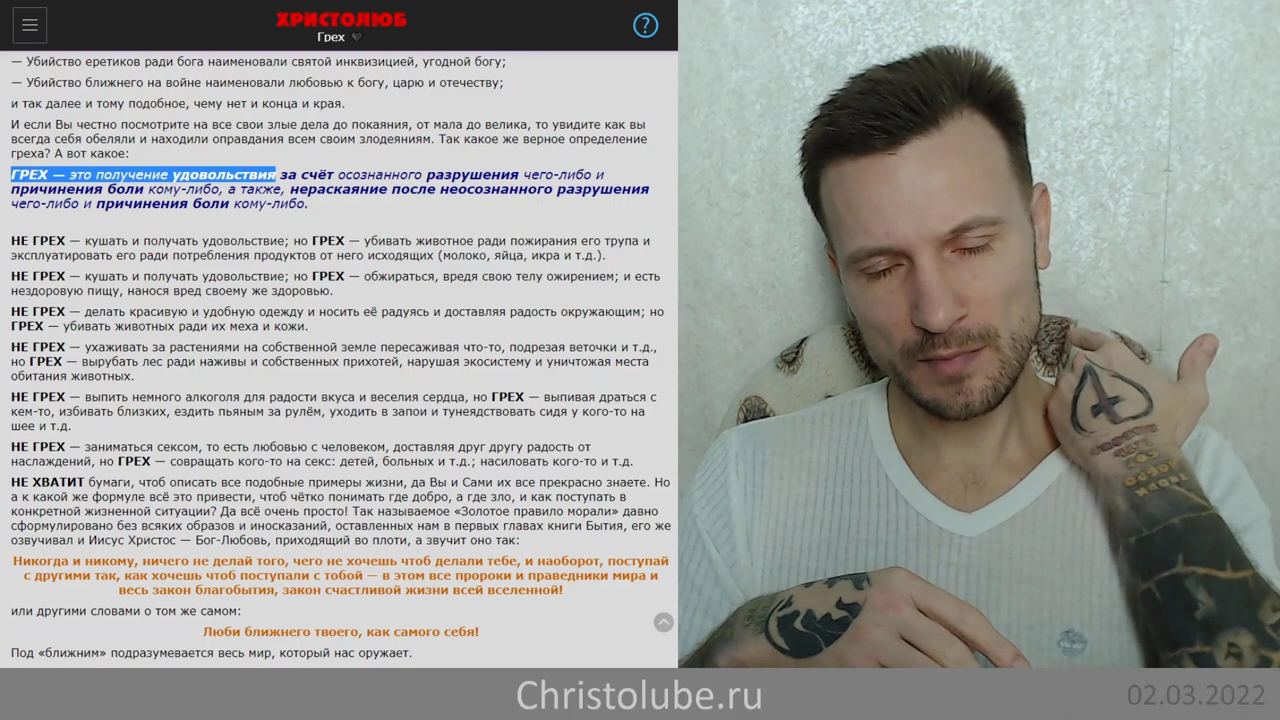 ХРИСТОЛЮБ
Грех
— Убийство еретиков ради бога наименовали святой инквизицией, угодной богу;
— Убийство ближнего на войне наименовали любовью к богу, царю и отечеству;
и так далее и тому подобное, чему нет и конца и края.
И если Вы честно посмотрите на все свои злые дела до покаяния, от мала до велика, то увидите как вы
всегда себя обеляли и находили оправдания всем своим злодеяниям. Так какое же верное определение
греха? А вот какое:
ГРЕХ — это получение удовольствия за счёт осознанного разрушения чего-либо и
причинения боли кому-либо, а также, нераскаяние после неосознанного разрушения
чего-либо и причинения боли кому-либо.
НЕ ГРЕХ — кушать и получать удовольствие; но ГРЕХ — убивать животное ради пожирания его трупа и
эксплуатировать его ради потребления продуктов от него исходящих (молоко, яйца, икра и т.д.).
НЕ ГРЕХ — кушать и получать удовольствие; но ГРЕХ — обжираться, вредя свою телу ожирением; и есть
нездоровую пищу, нанося вред своему же здоровью.
НЕ ГРЕХ — делать красивую и удобную одежду и носить её радуясь и доставляя радость окружающим; но
ГРЕХ — убивать животных ради их меха и кожи.
НЕ ГРЕХ — ухаживать за растениями на собственной земле пересаживая что-то, подрезая веточки и т.д.,
но ГРЕХ — вырубать лес ради наживы и собственных прихотей, нарушая экосистему и уничтожая места
обитания животных.
НЕ ГРЕХ — выпить немного алкоголя для радости вкуса и веселия сердца, но ГРЕХ — выпивая драться с
кем-то, избивать близких, ездить пьяным за рулём, уходить в запои и тунеядствовать сидя у кого-то на
шее и т.д.
НЕ ГРЕХ — заниматься сексом, то есть любовью с человеком, доставляя друг другу радость от
наслаждений, но ГРЕХ — совращать кого-то на секс: детей, больных и т.д.; насиловать кого-то и т.д.
НЕ ХВАТИТ бумаги, чтоб описать все подобные примеры жизни, да Вы и Сами их все прекрасно знаете. Но
а к какой же формуле всё это привести, чтоб чётко понимать где добро, а где зло, и как поступать в
конкретной жизненной ситуации? Да всё очень просто! Так называемое «Золотое правило морали» давно
сформулировано без всяких образов и иносказаний, оставленных нам в первых главах книги Бытия, его же
озвучивал и Иисус Христос — Бог-Любовь, приходящий во плоти, а звучит оно так:
Никогда и никому, ничего не делай того, чего не хочешь чтоб делали тебе, и наоборот, поступай
с другими так, как хочешь чтоб поступали с тобой — в этом все пророки и праведники мира и
весь закон благобытия, закон счастливой жизни всей вселенной!
или другими словами о том же самом:
Люби ближнего твоего, как самого себя!
Под «ближним» подразумевается весь мир, который нас оружает.
Christolube.ru
02.03.2022